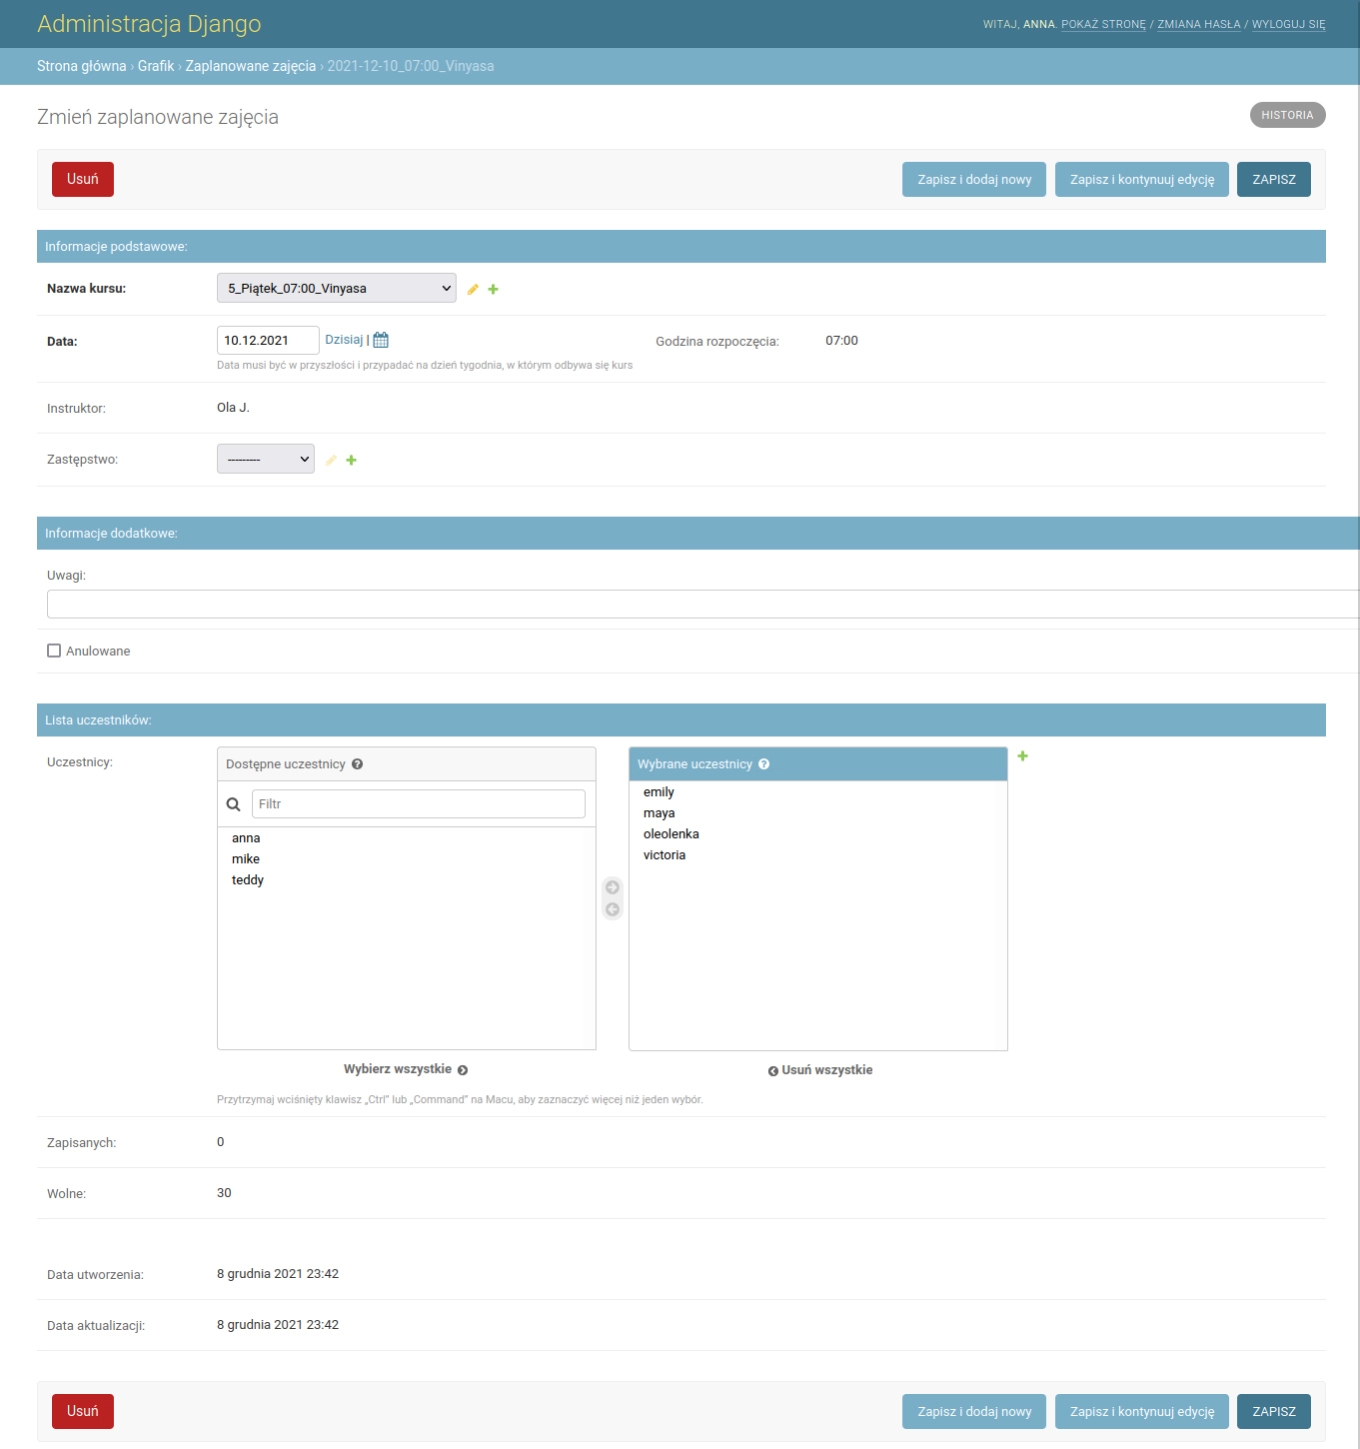 Administracja Django
WITAJ, ANNA. POKAŻ STRONĘ / ZMIANA HASŁA / WYLOGUJ SIĘ
Strona główna › Grafik › Zaplanowane zajęcia › 2021-12-10_07:00_Vinyasa
Zmień zaplanowane zajęcia
HISTORIA
Usuń
Zapisz i dodaj nowy
Zapisz i kontynuuj edycję
ZAPISZ
Informacje podstawowe:
Nazwa kursu:
5_Piątek_07:00_Vinyasa
Data:
10.12.2021
Dzisiaj |
Godzina rozpoczęcia:
07:00
Data musi być w przyszłości i przypadać na dzień tygodnia, w którym odbywa się kurs
Instruktor:
Ola J.
Zastępstwo:
---------
Informacje dodatkowe:
Uwagi:
Anulowane
Lista uczestników:
Uczestnicy:
Dostępne uczestnicy
Filtr
anna
mike
teddy
Wybierz wszystkie
Wybrane uczestnicy
emily
maya
oleolenka
victoria
Usuń wszystkie
Przytrzymaj wciśnięty klawisz „Ctrl” lub „Command” na Macu, aby zaznaczyć więcej niż jeden wybór.
Zapisanych:
0
Wolne:
30
Data utworzenia:
8 grudnia 2021 23:42
Data aktualizacji:
8 grudnia 2021 23:42
Usuń
Zapisz i dodaj nowy
Zapisz i kontynuuj edycję
ZAPISZ